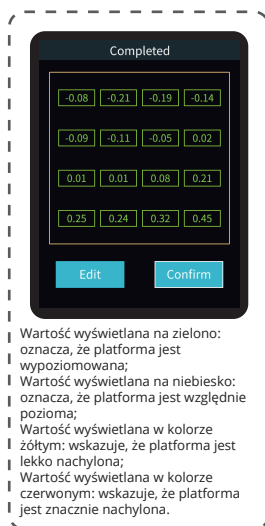 Completed
-0.08 -0.21 -0.19 -0.14
-0.09 -0.11 -0.05 0.02
0.01 0.01 0.08 0.21
0.25 0.24 0.32 0.45
Edit Confirm
Wartość wyświetlana na zielono:
oznacza, że platforma jest
wypoziomowana;
Wartość wyświetlana na niebiesko:
oznacza, że platforma jest względnie
pozioma;
Wartość wyświetlana w kolorze
żółtym: wskazuje, że platforma jest
lekko nachylona;
Wartość wyświetlana w kolorze
czerwonym: wskazuje, że platforma
jest znacznie nachylona.